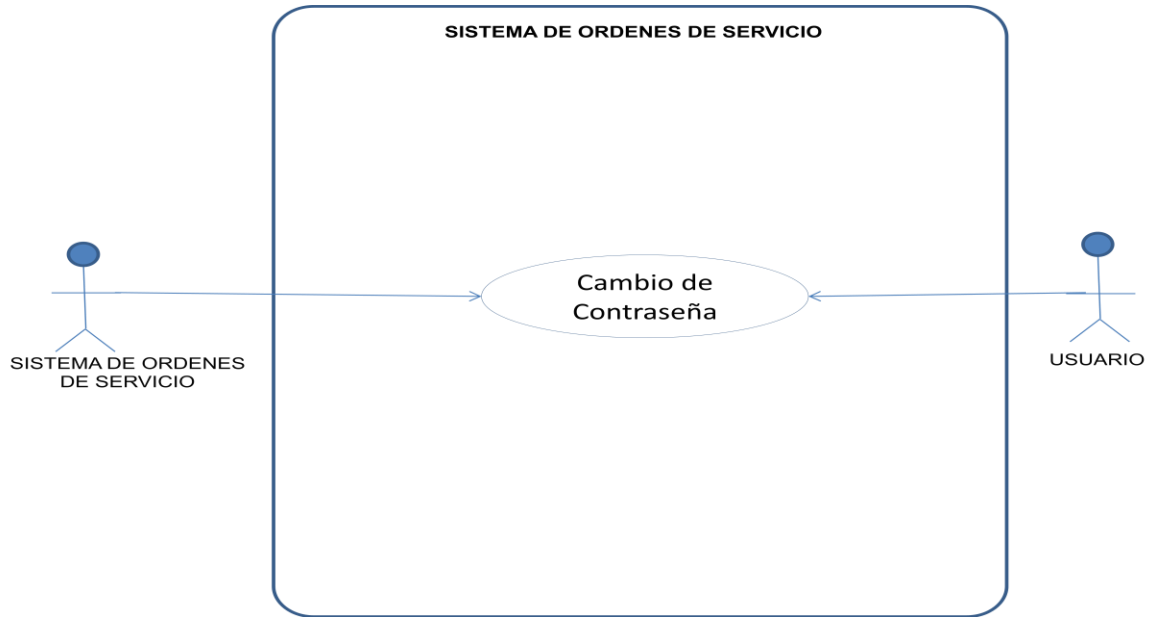 SISTEMA DE ORDENES DE SERVICIO
Cambio de
Contraseña
SISTEMA DE ORDENES
DE SERVICIO
USUARIO